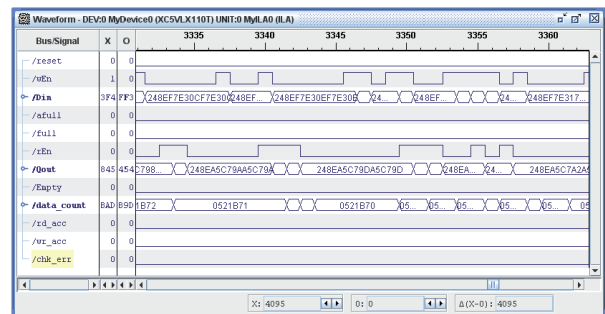 Waveform - DEV:0 MyDevice0 (XC5VLX110T) UNIT:0 MyILA0 (ILA)
Bus/Signal X O 3335 3340 3345 3350 3355 3360
/reset 0 0
/wEn 1 0
/Din 3F4 FF3 248EF7E30CF7E30C 248EF... 248EF7E30EF7E30E 24... 248EF... 24... 248EF7E317...
/afull 0 0
/full 0 0
/rEn 0 0
/Qout 845 454 C798... 248EA5C79AA5C79A 248EA5C79DA5C79D 248EA... 24... 248EA5C7A2A5
/Empty 0 0
/data_count BAD B9D 1B72 0521B71 0521B70 05... 05... 05... 05... 05... 05
/rd_acc 0 0
/wr_acc 0 0
/chk_err 0 0
X: 4095 O: 0 Δ(X-O): 4095